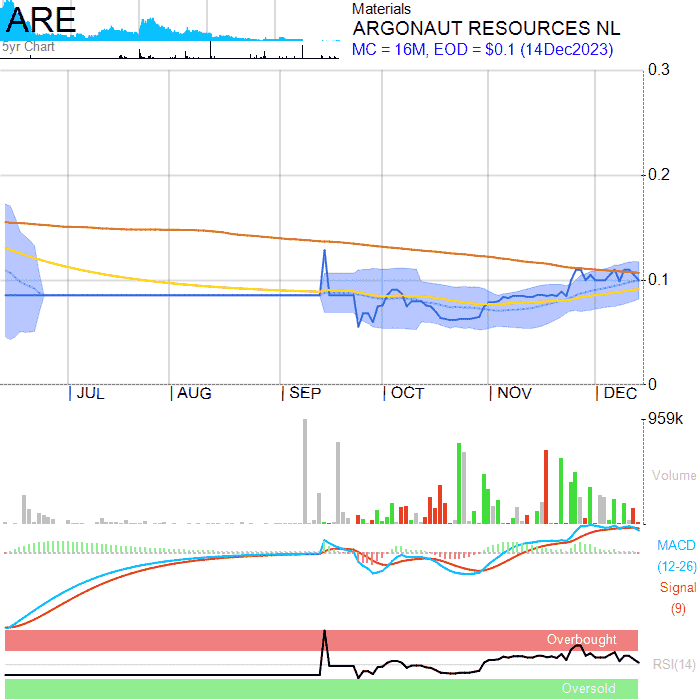 ARE
5yr Chart
Materials
ARGONAUT RESOURCES NL
MC = 16M, EOD = $0.1 (14Dec2023)
0.3
0.2
0.1
0
JUL
AUG
SEP
OCT
NOV
DEC
959k
Volume
MACD
(12-26)
Signal
(9)
Overbought
RSI(14)
Oversold